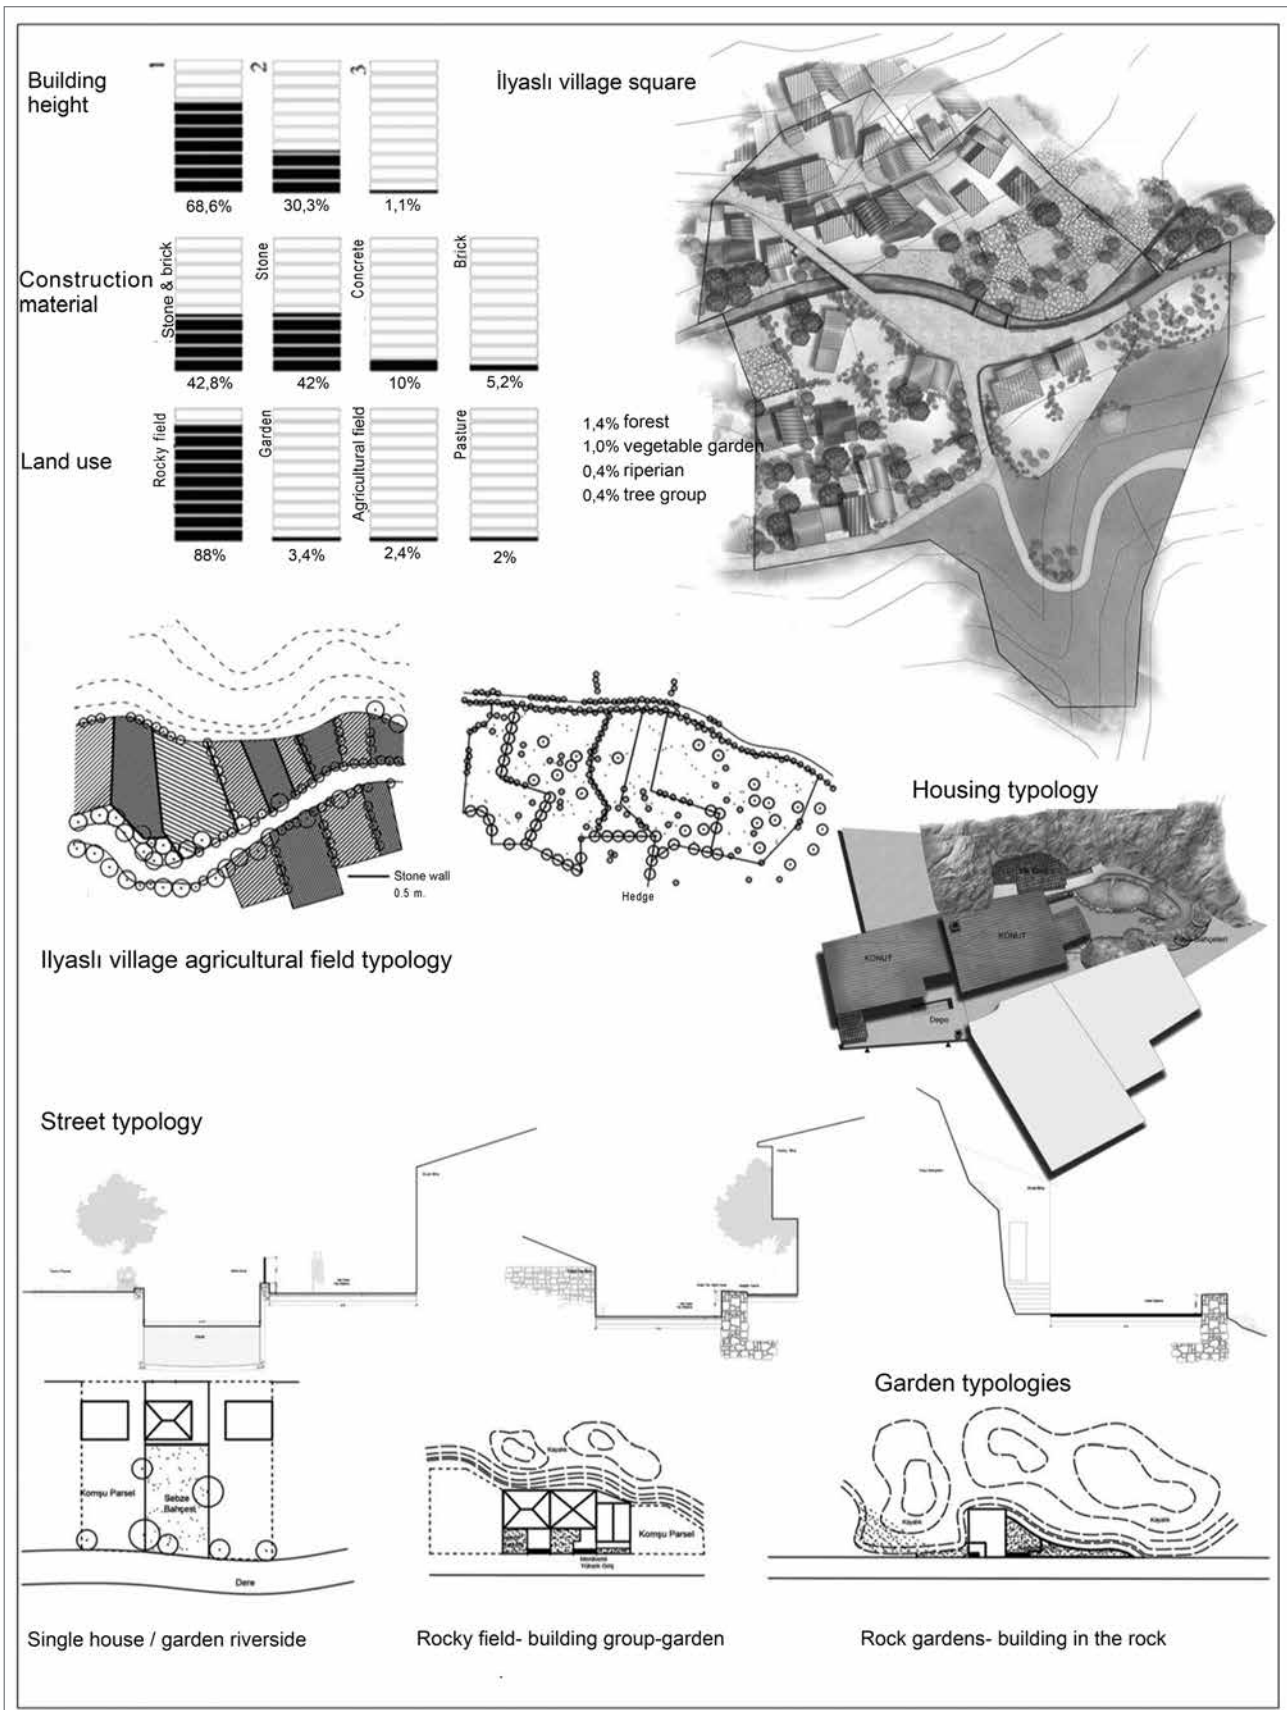 Building
height
1
2
3
68,6%
30,3%
1,1%
İlyaslı village square
Construction
material
Stone & brick
Stone
Concrete
Brick
42,8%
42%
10%
5,2%
Land use
Rocky field
Garden
Agricultural field
Pasture
88%
3,4%
2,4%
2%
1,4% forest
1,0% vegetable garden
0,4% riperian
0,4% tree group
Stone wall
0.5 m.
Hedge
Ilyaslı village agricultural field typology
Housing typology
KONUT
KONUT
Depo
Street typology
Garden typologies
Komşu Parsel
Sebze
Bahçesi
Dere
Kayalık
Komşu Parsel
Merdivenli
Yüksek Giriş
Kayalık
Kayalık
Single house / garden riverside
Rocky field- building group-garden
Rock gardens- building in the rock